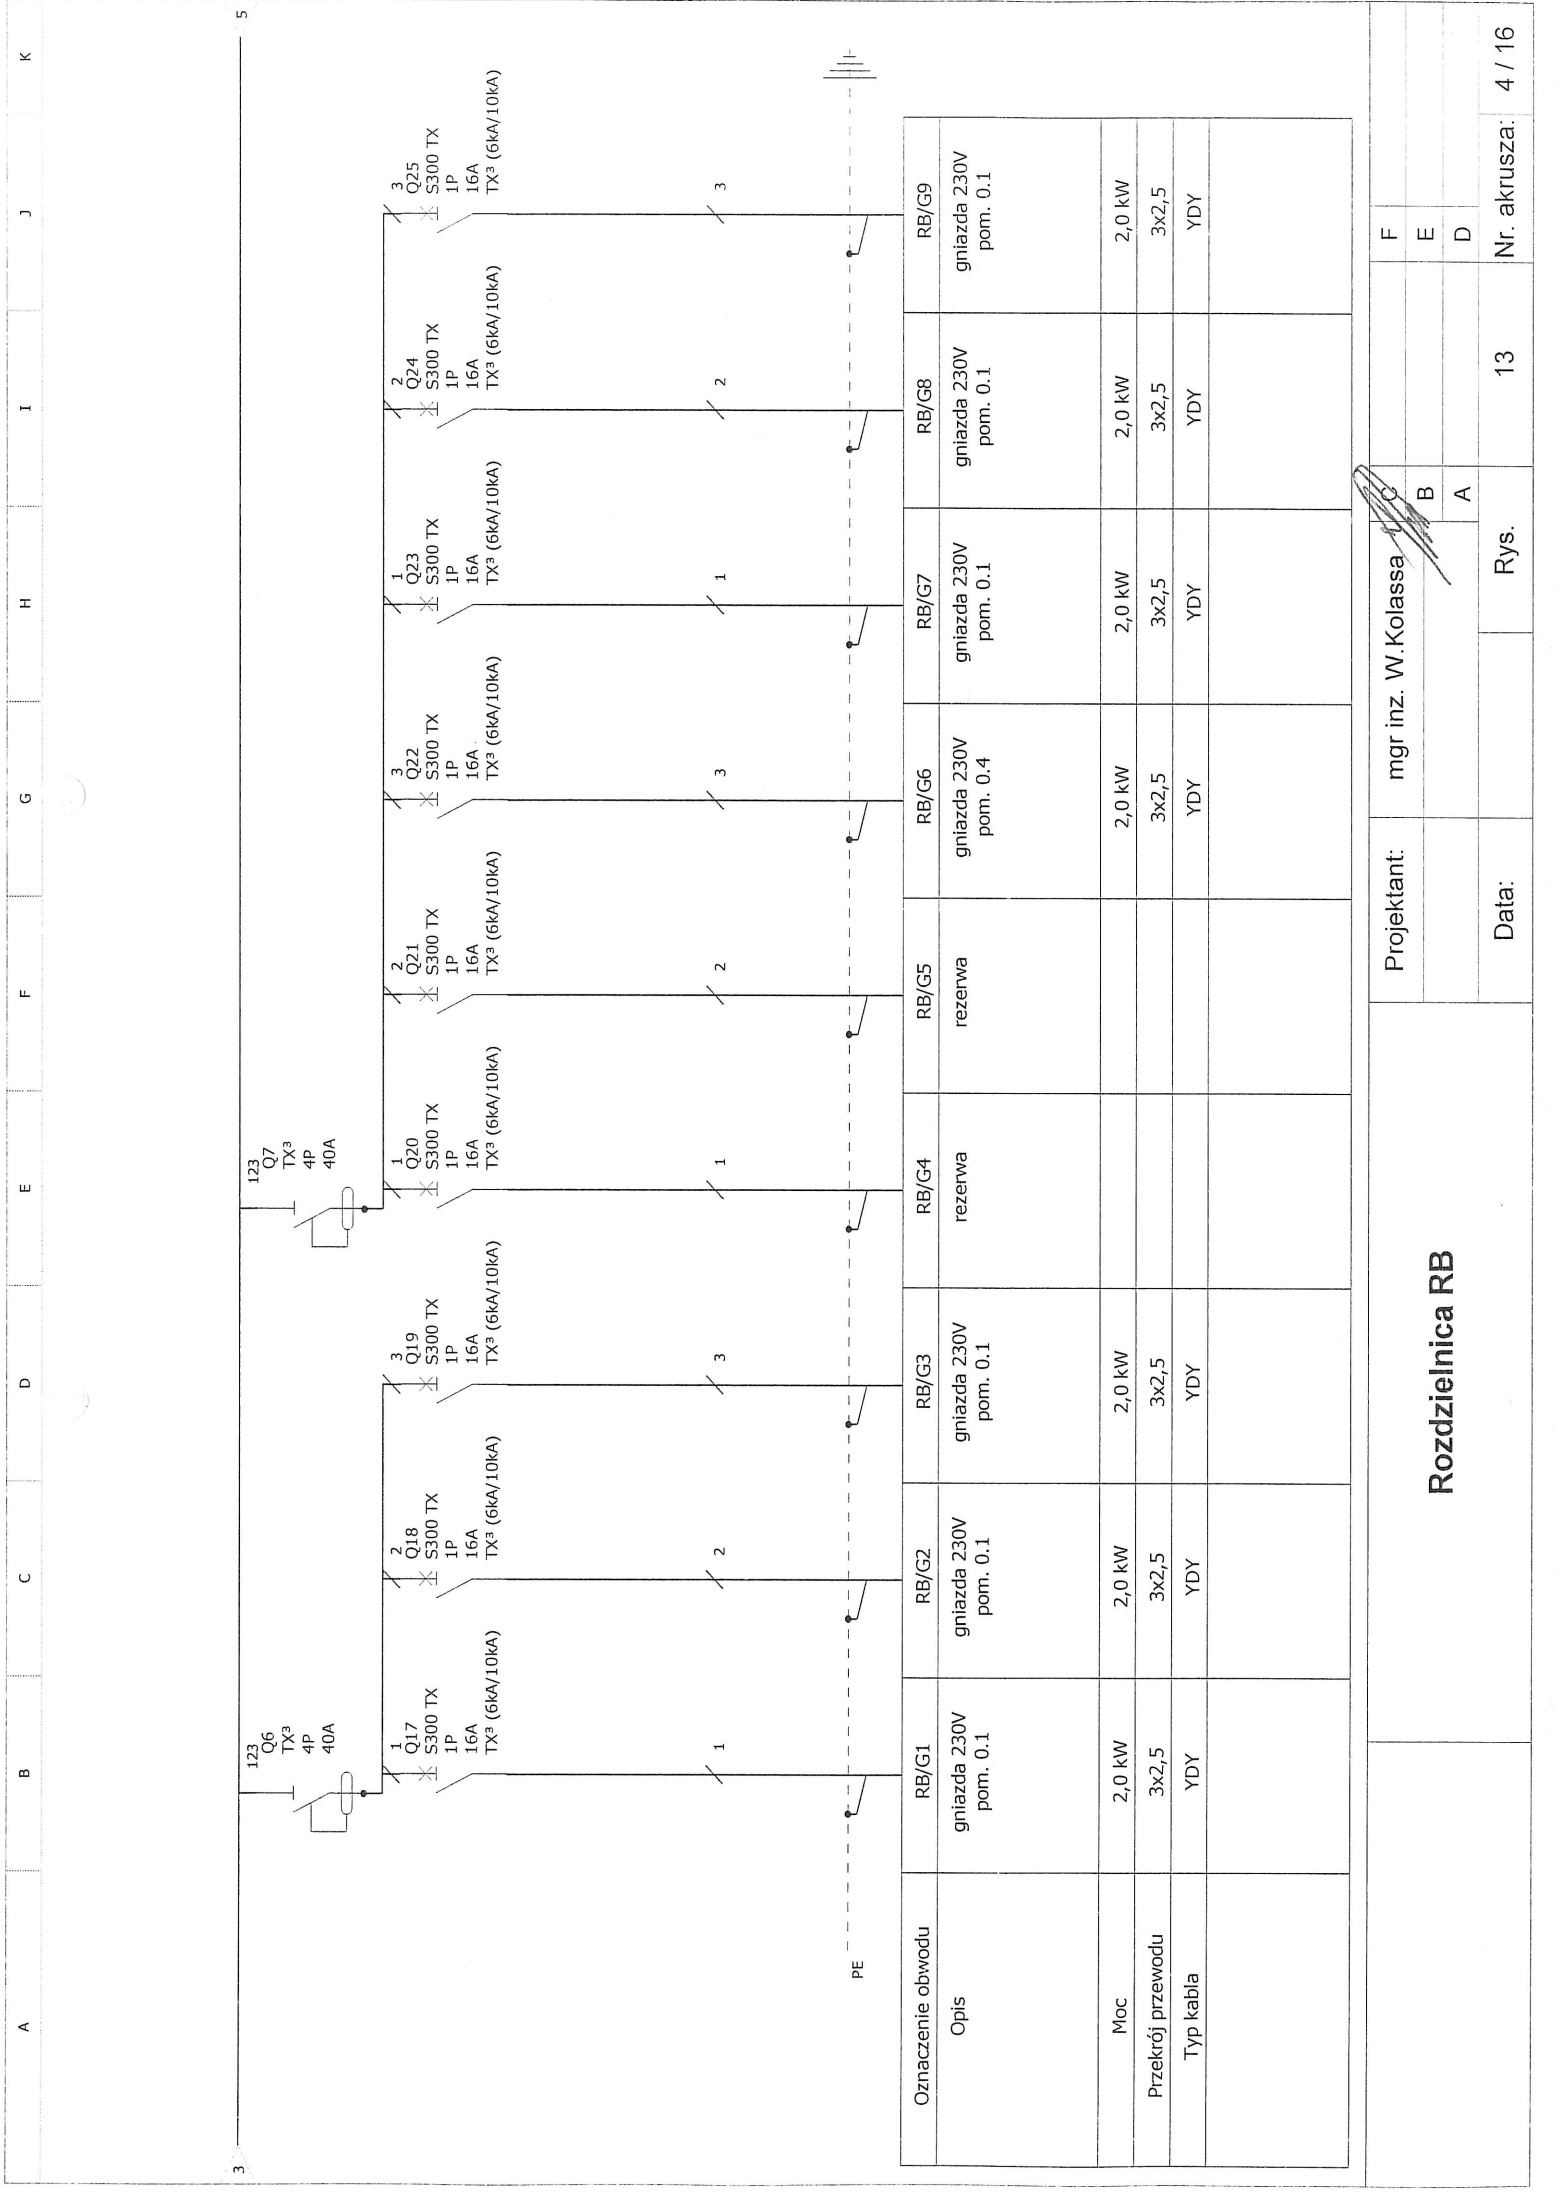 A B C D E F G H I J K
3 5
123
Q6
TX³
4P
40A
123
Q7
TX³
4P
40A
1
Q17
S300 TX
1P
16A
TX³ (6kA/10kA)
2
Q18
S300 TX
1P
16A
TX³ (6kA/10kA)
3
Q19
S300 TX
1P
16A
TX³ (6kA/10kA)
1
Q20
S300 TX
1P
16A
TX³ (6kA/10kA)
2
Q21
S300 TX
1P
16A
TX³ (6kA/10kA)
3
Q22
S300 TX
1P
16A
TX³ (6kA/10kA)
1
Q23
S300 TX
1P
16A
TX³ (6kA/10kA)
2
Q24
S300 TX
1P
16A
TX³ (6kA/10kA)
3
Q25
S300 TX
1P
16A
TX³ (6kA/10kA)
1 2 3 1 2 3 1 2 3
PE
Oznaczenie obwodu RB/G1 RB/G2 RB/G3 RB/G4 RB/G5 RB/G6 RB/G7 RB/G8 RB/G9
Opis gniazda 230V gniazda 230V gniazda 230V rezerwa rezerwa gniazda 230V gniazda 230V gniazda 230V gniazda 230V
pom. 0.1 pom. 0.1 pom. 0.1 pom. 0.4 pom. 0.1 pom. 0.1 pom. 0.1
Moc 2,0 kW 2,0 kW 2,0 kW 2,0 kW 2,0 kW 2,0 kW 2,0 kW
Przekrój przewodu 3x2,5 3x2,5 3x2,5 3x2,5 3x2,5 3x2,5 3x2,5
Typ kabla YDY YDY YDY YDY YDY YDY YDY
Rozdzielnica RB
Projektant: mgr inz. W.Kolassa C F
B E
A D
Data: Rys. 13 Nr. akrusza: 4 / 16